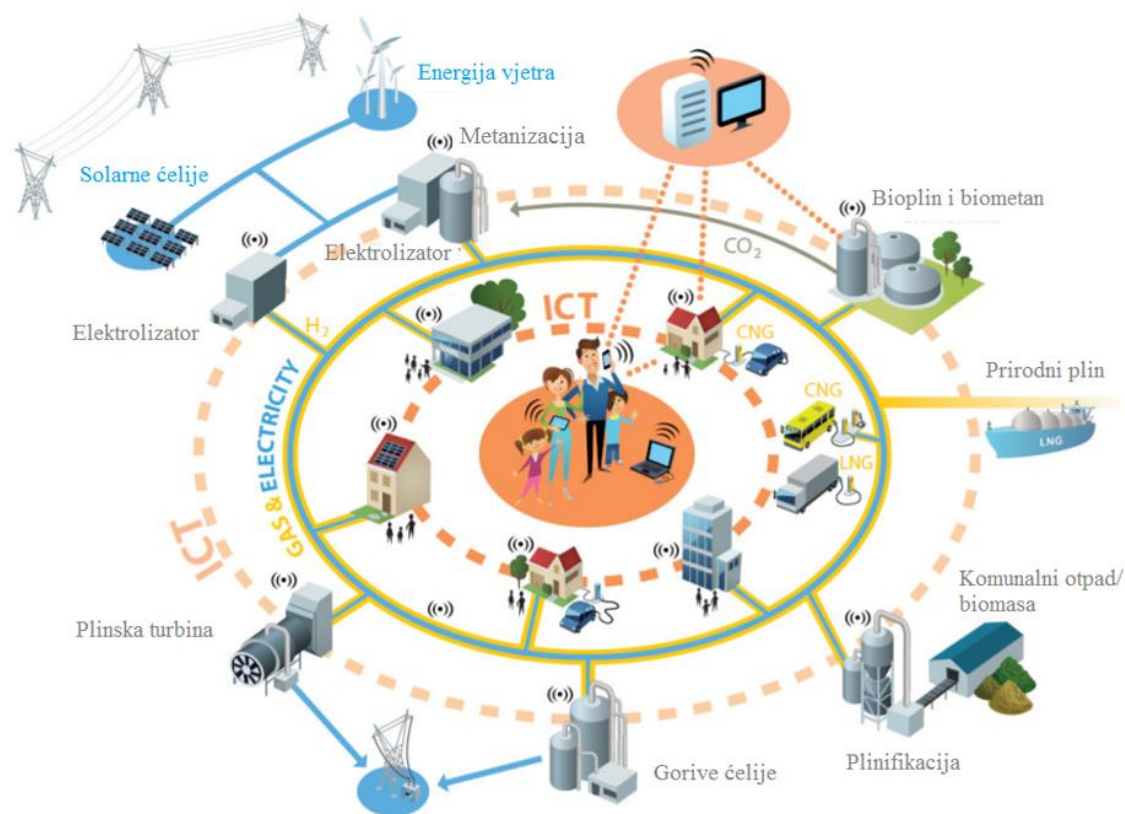 Energija vjetra
Metanizacija
Solarne ćelije
Bioplin i biometan
Elektrolizator
CO₂
Elektrolizator
H₂
ICT
CNG
Prirodni plin
CNG
LNG
LNG
GAS & ELECTRICITY
ICT
Komunalni otpad/
biomasa
Plinska turbina
Plinifikacija
Gorive ćelije